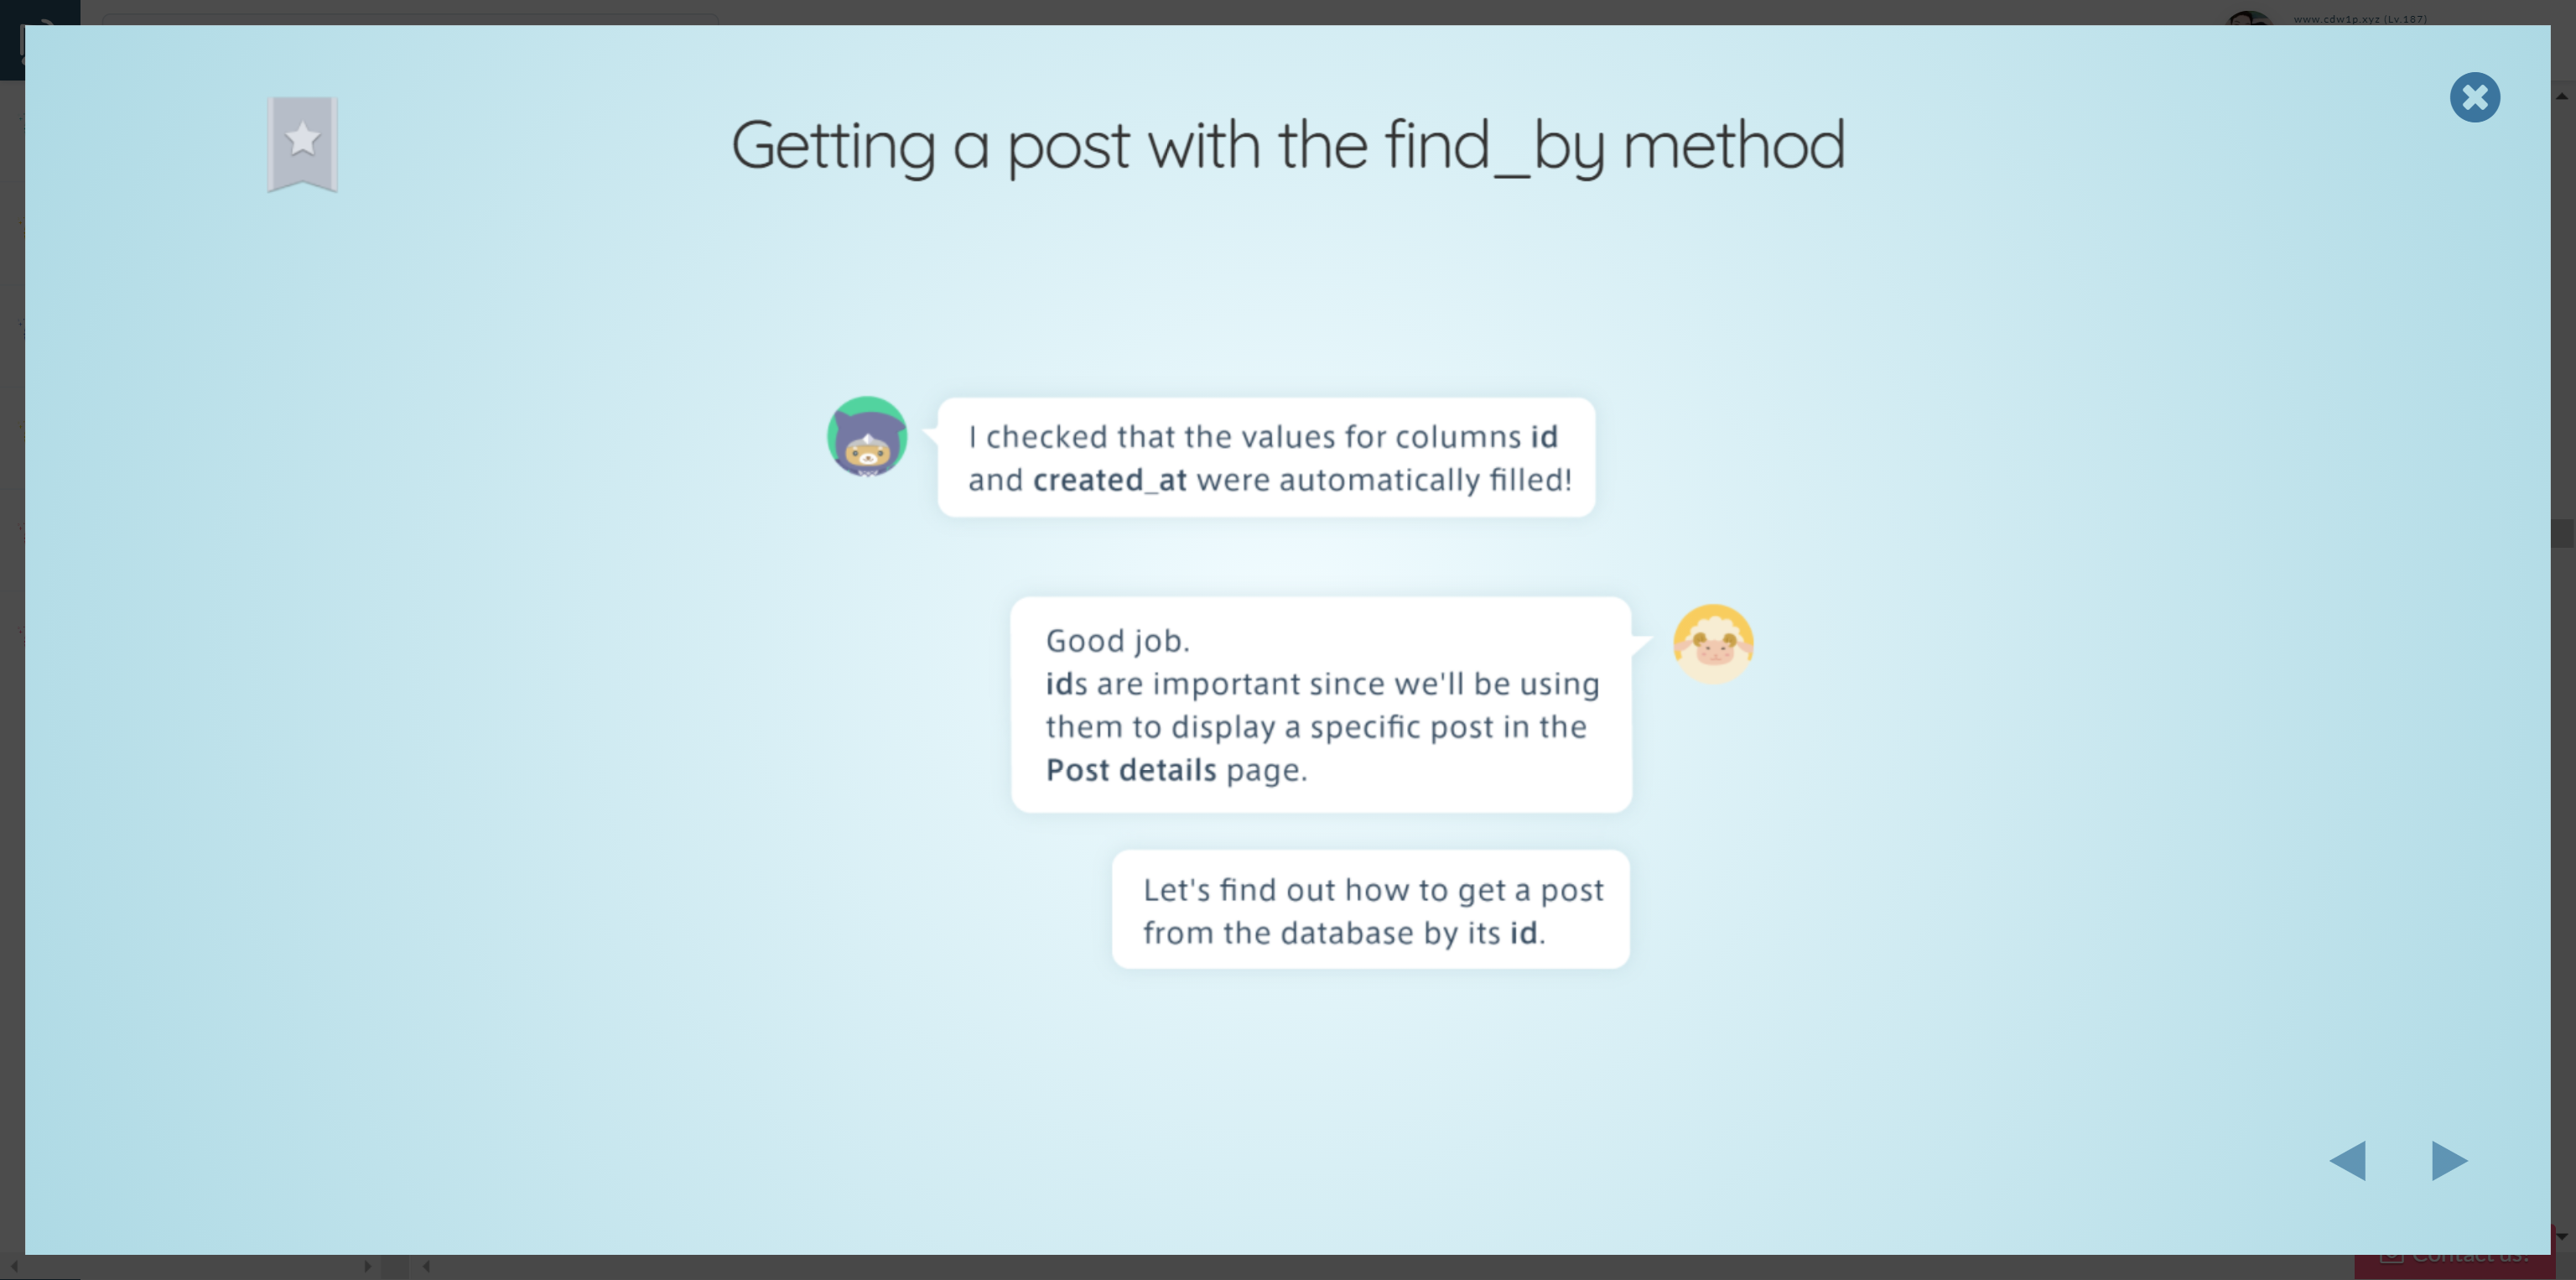 www.cdw1p.xyz (Lv.187)
Getting a post with the find_by method
I checked that the values for columns id
and created_at were automatically filled!
Good job.
ids are important since we'll be using
them to display a specific post in the
Post details page.
Let's find out how to get a post
from the database by its id.
Contact us!